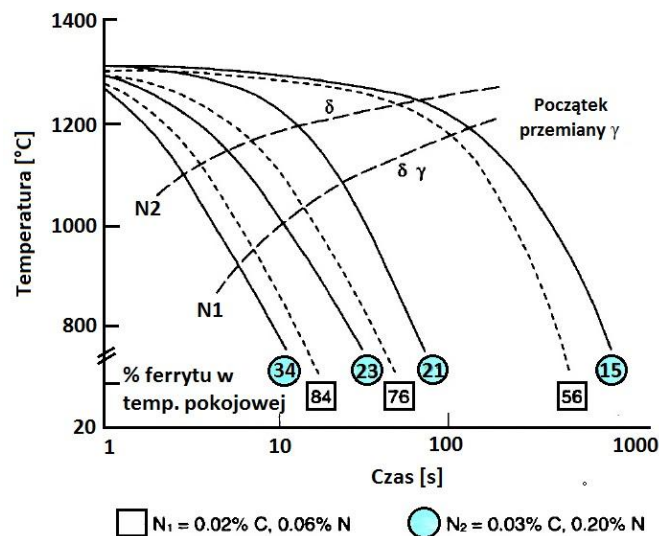 1400
1200
1000
800
20
Temperatura [°C]
δ
Początek
przemiany γ
δ γ
N2
N1
% ferrytu w
temp. pokojowej
34
84
23
76
21
56
15
1
10
100
1000
Czas [s]
N₁ = 0.02% C, 0.06% N
N₂ = 0.03% C, 0.20% N